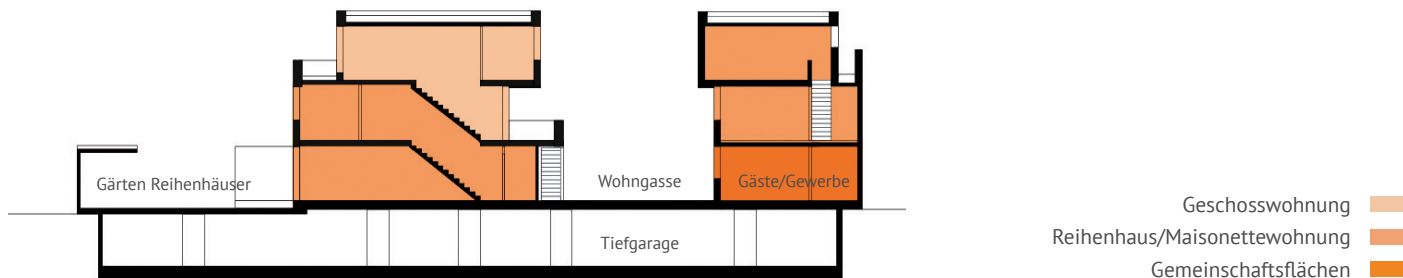 Gärten Reihenhäuser
Wohngasse
Gäste/Gewerbe
Tiefgarage
Geschosswohnung
Reihenhaus/Maisonettewohnung
Gemeinschaftsflächen